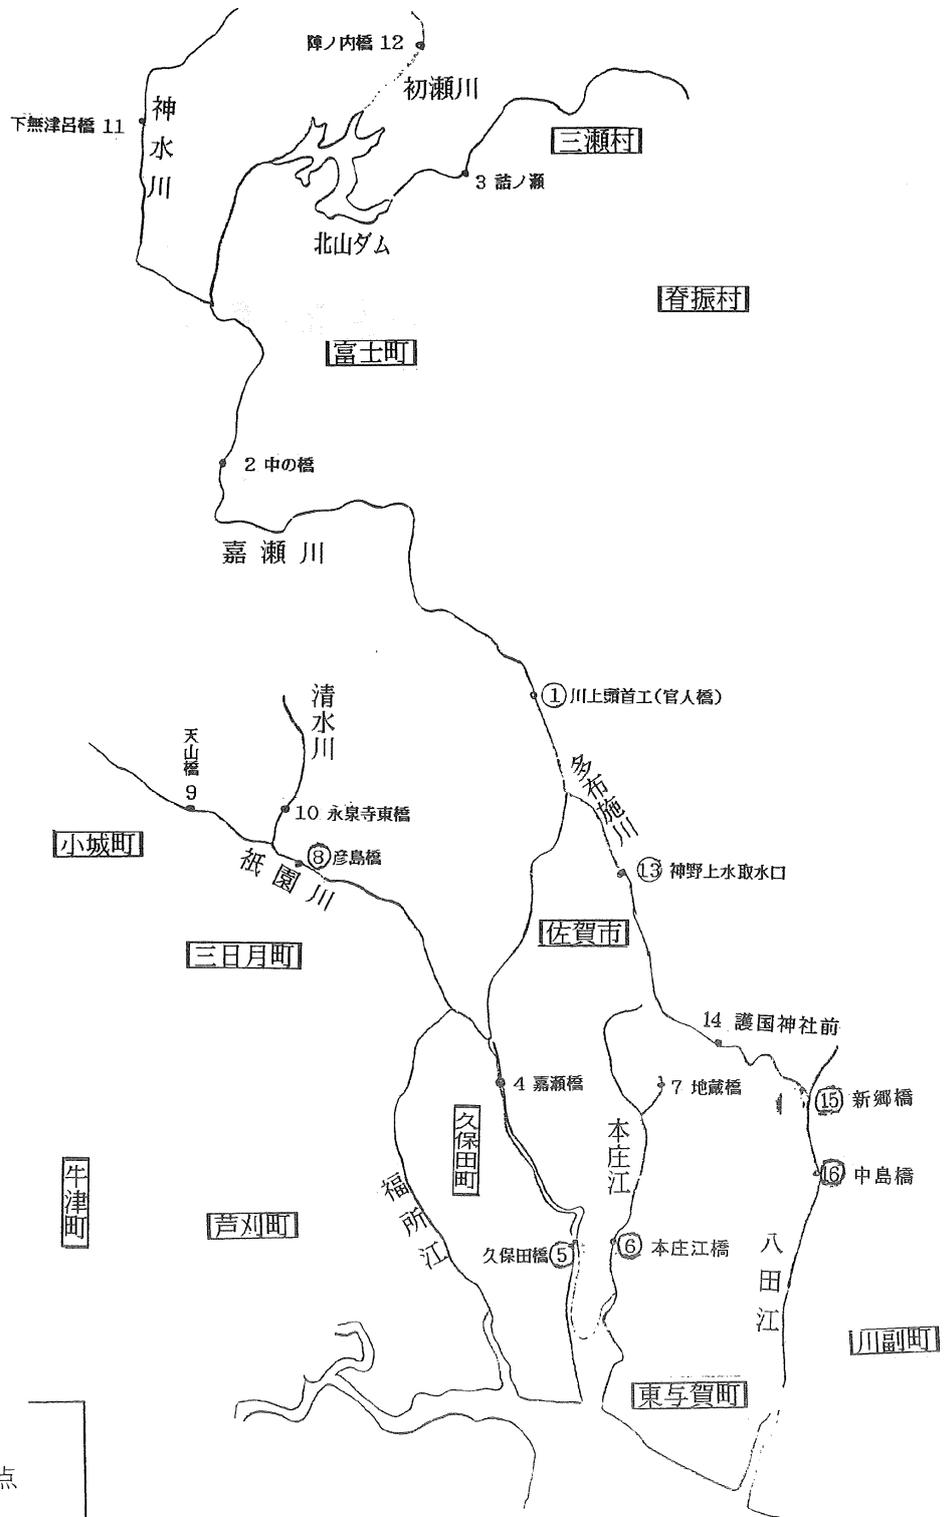 陣ノ内橋 12
初瀬川
下無津呂橋 11
神水川
三瀬村
3 詰ノ瀬
北山ダム
脊振村
富士町
2 中の橋
嘉瀬川
清水川
① 川上頭首工(官人橋)
天山橋 9
多布施川
10 永泉寺東橋
小城町
⑧ 彦島橋
祇園川
⑬ 神野上水取水口
佐賀市
三日月町
14 護国神社前
4 嘉瀬橋
7 地蔵橋
⑮ 新郷橋
久保田町
本庄江
⑯ 中島橋
牛津町
福所江
芦刈町
久保田橋 ⑤
⑥ 本庄江橋
八田江
川副町
東与賀町
点